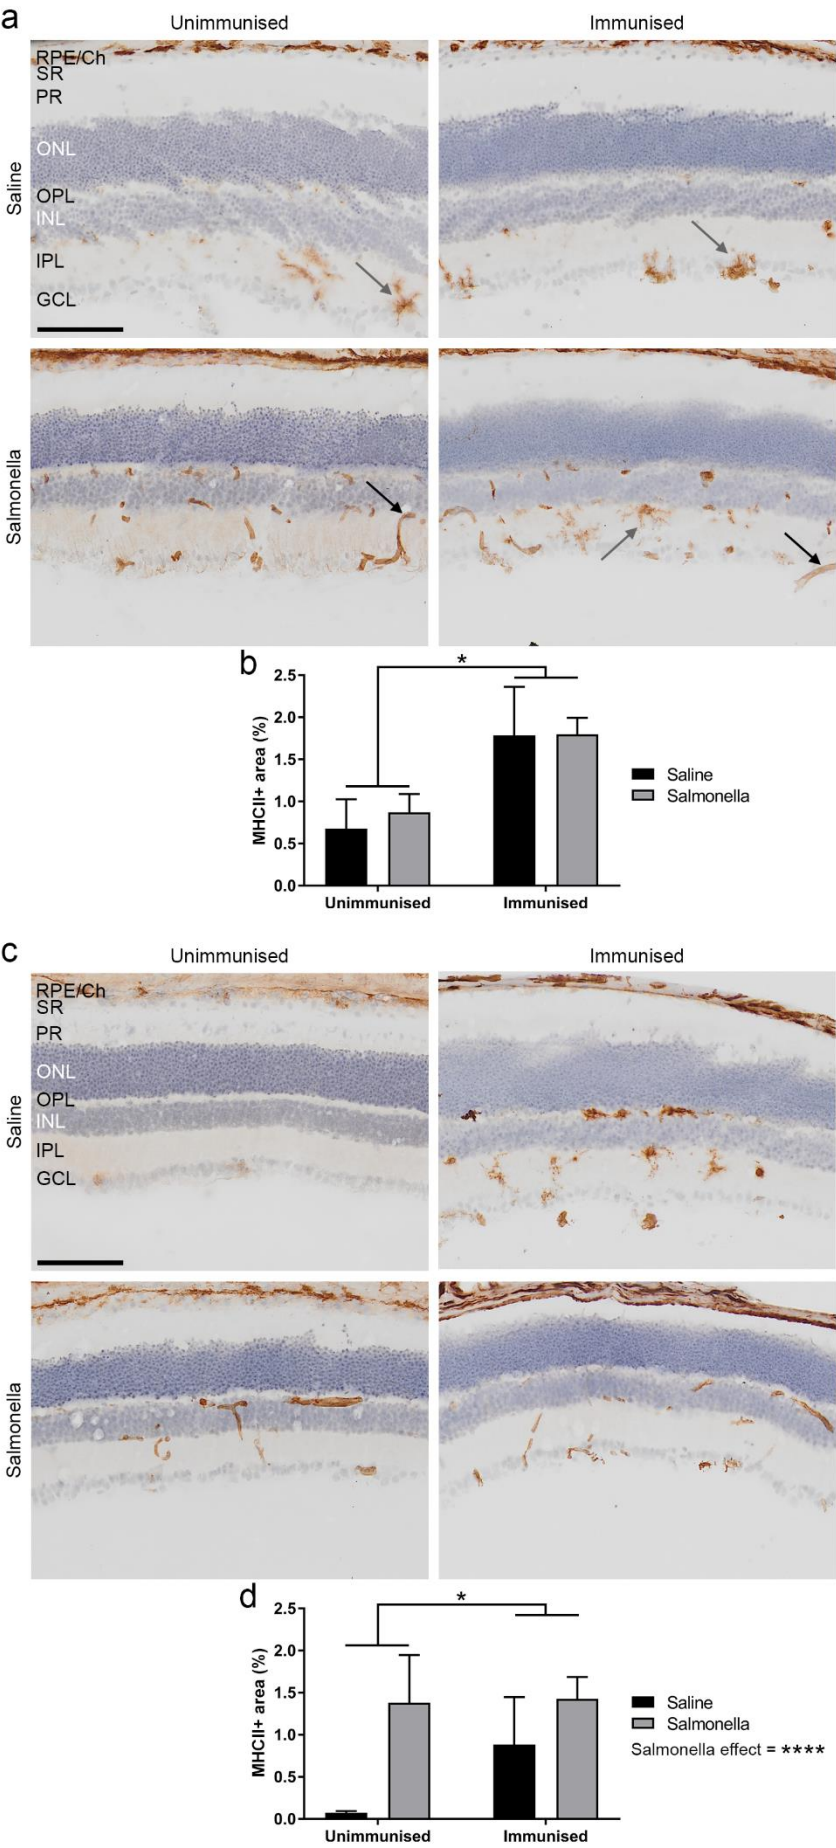 a
Unimmunised
Immunised
Saline
RPE/Ch
SR
PR
ONL
OPL
INL
IPL
GCL
Salmonella
b
*
MHCII+ area (%)
2.5
2.0
1.5
1.0
0.5
0.0
Unimmunised
Immunised
Saline
Salmonella
c
Unimmunised
Immunised
Saline
RPE/Ch
SR
PR
ONL
OPL
INL
IPL
GCL
Salmonella
d
*
MHCII+ area (%)
2.5
2.0
1.5
1.0
0.5
0.0
Unimmunised
Immunised
Saline
Salmonella
Salmonella effect = ****